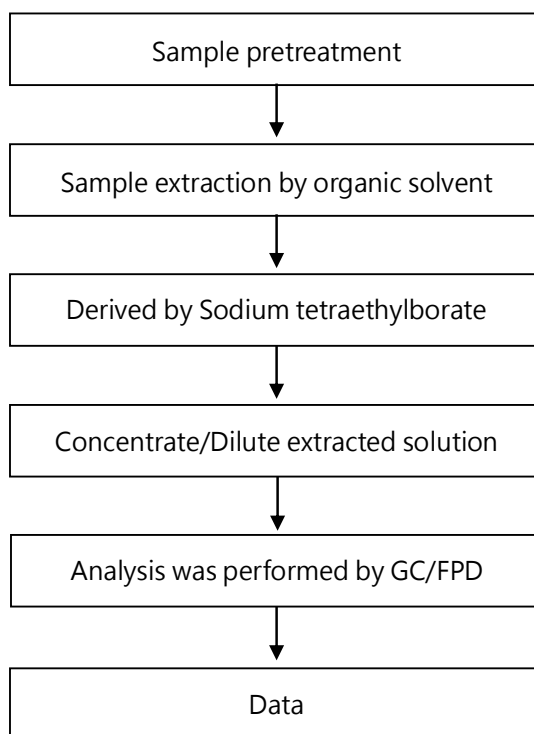 Sample pretreatment
Sample extraction by organic solvent
Derived by Sodium tetraethylborate
Concentrate/Dilute extracted solution
Analysis was performed by GC/FPD
Data